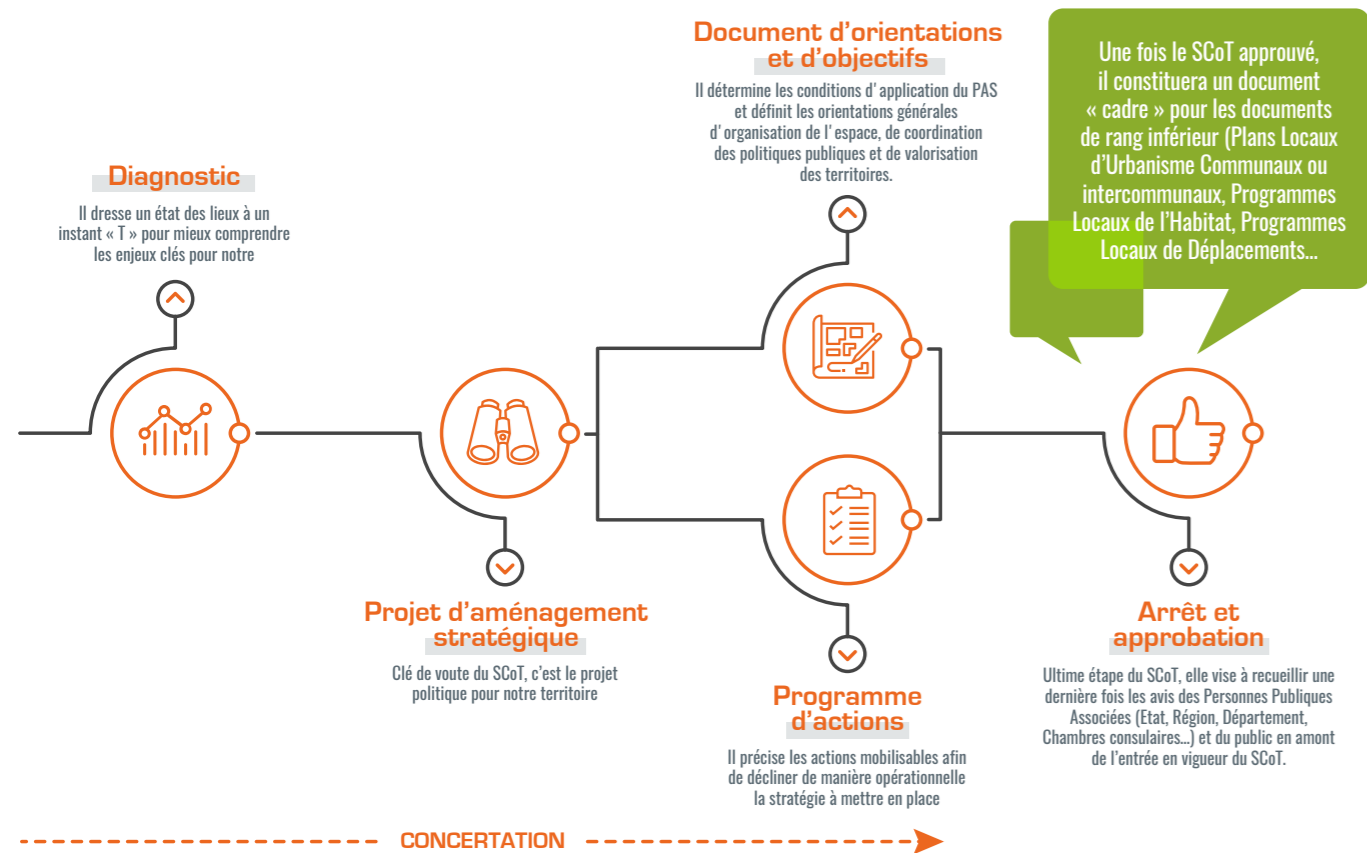 Diagnostic
Il dresse un état des lieux à un
instant « T » pour mieux comprendre
les enjeux clés pour notre
Projet d’aménagement
stratégique
Clé de voute du SCoT, c’est le projet
politique pour notre territoire
Document d’orientations
et d’objectifs
Il détermine les conditions d'application du PAS
et définit les orientations générales
d'organisation de l'espace, de coordination
des politiques publiques et de valorisation
des territoires.
Programme
d’actions
Il précise les actions mobilisables afin
de décliner de manière opérationnelle
la stratégie à mettre en place
Une fois le SCoT approuvé,
il constituera un document
« cadre » pour les documents
de rang inférieur (Plans Locaux
d’Urbanisme Communaux ou
intercommunaux, Programmes
Locaux de l’Habitat, Programmes
Locaux de Déplacements...
Arrêt et
approbation
Ultime étape du SCoT, elle vise à recueillir une
dernière fois les avis des Personnes Publiques
Associées (Etat, Région, Département,
Chambres consulaires...) et du public en amont
de l’entrée en vigueur du SCoT.
CONCERTATION